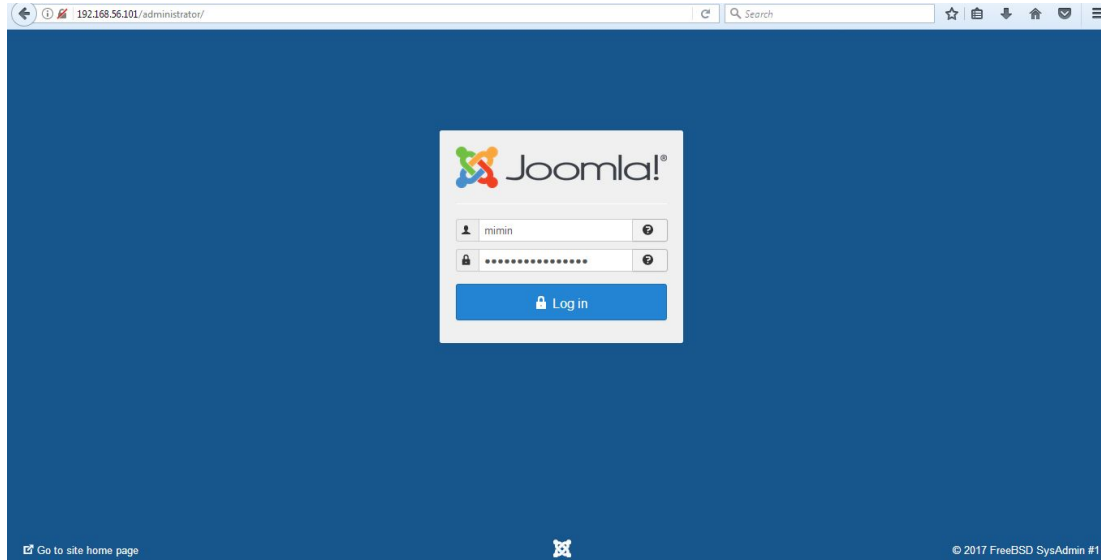 192.168.56.101/administrator/
Search
Joomla!®
mimin
Log in
Go to site home page
© 2017 FreeBSD SysAdmin #1